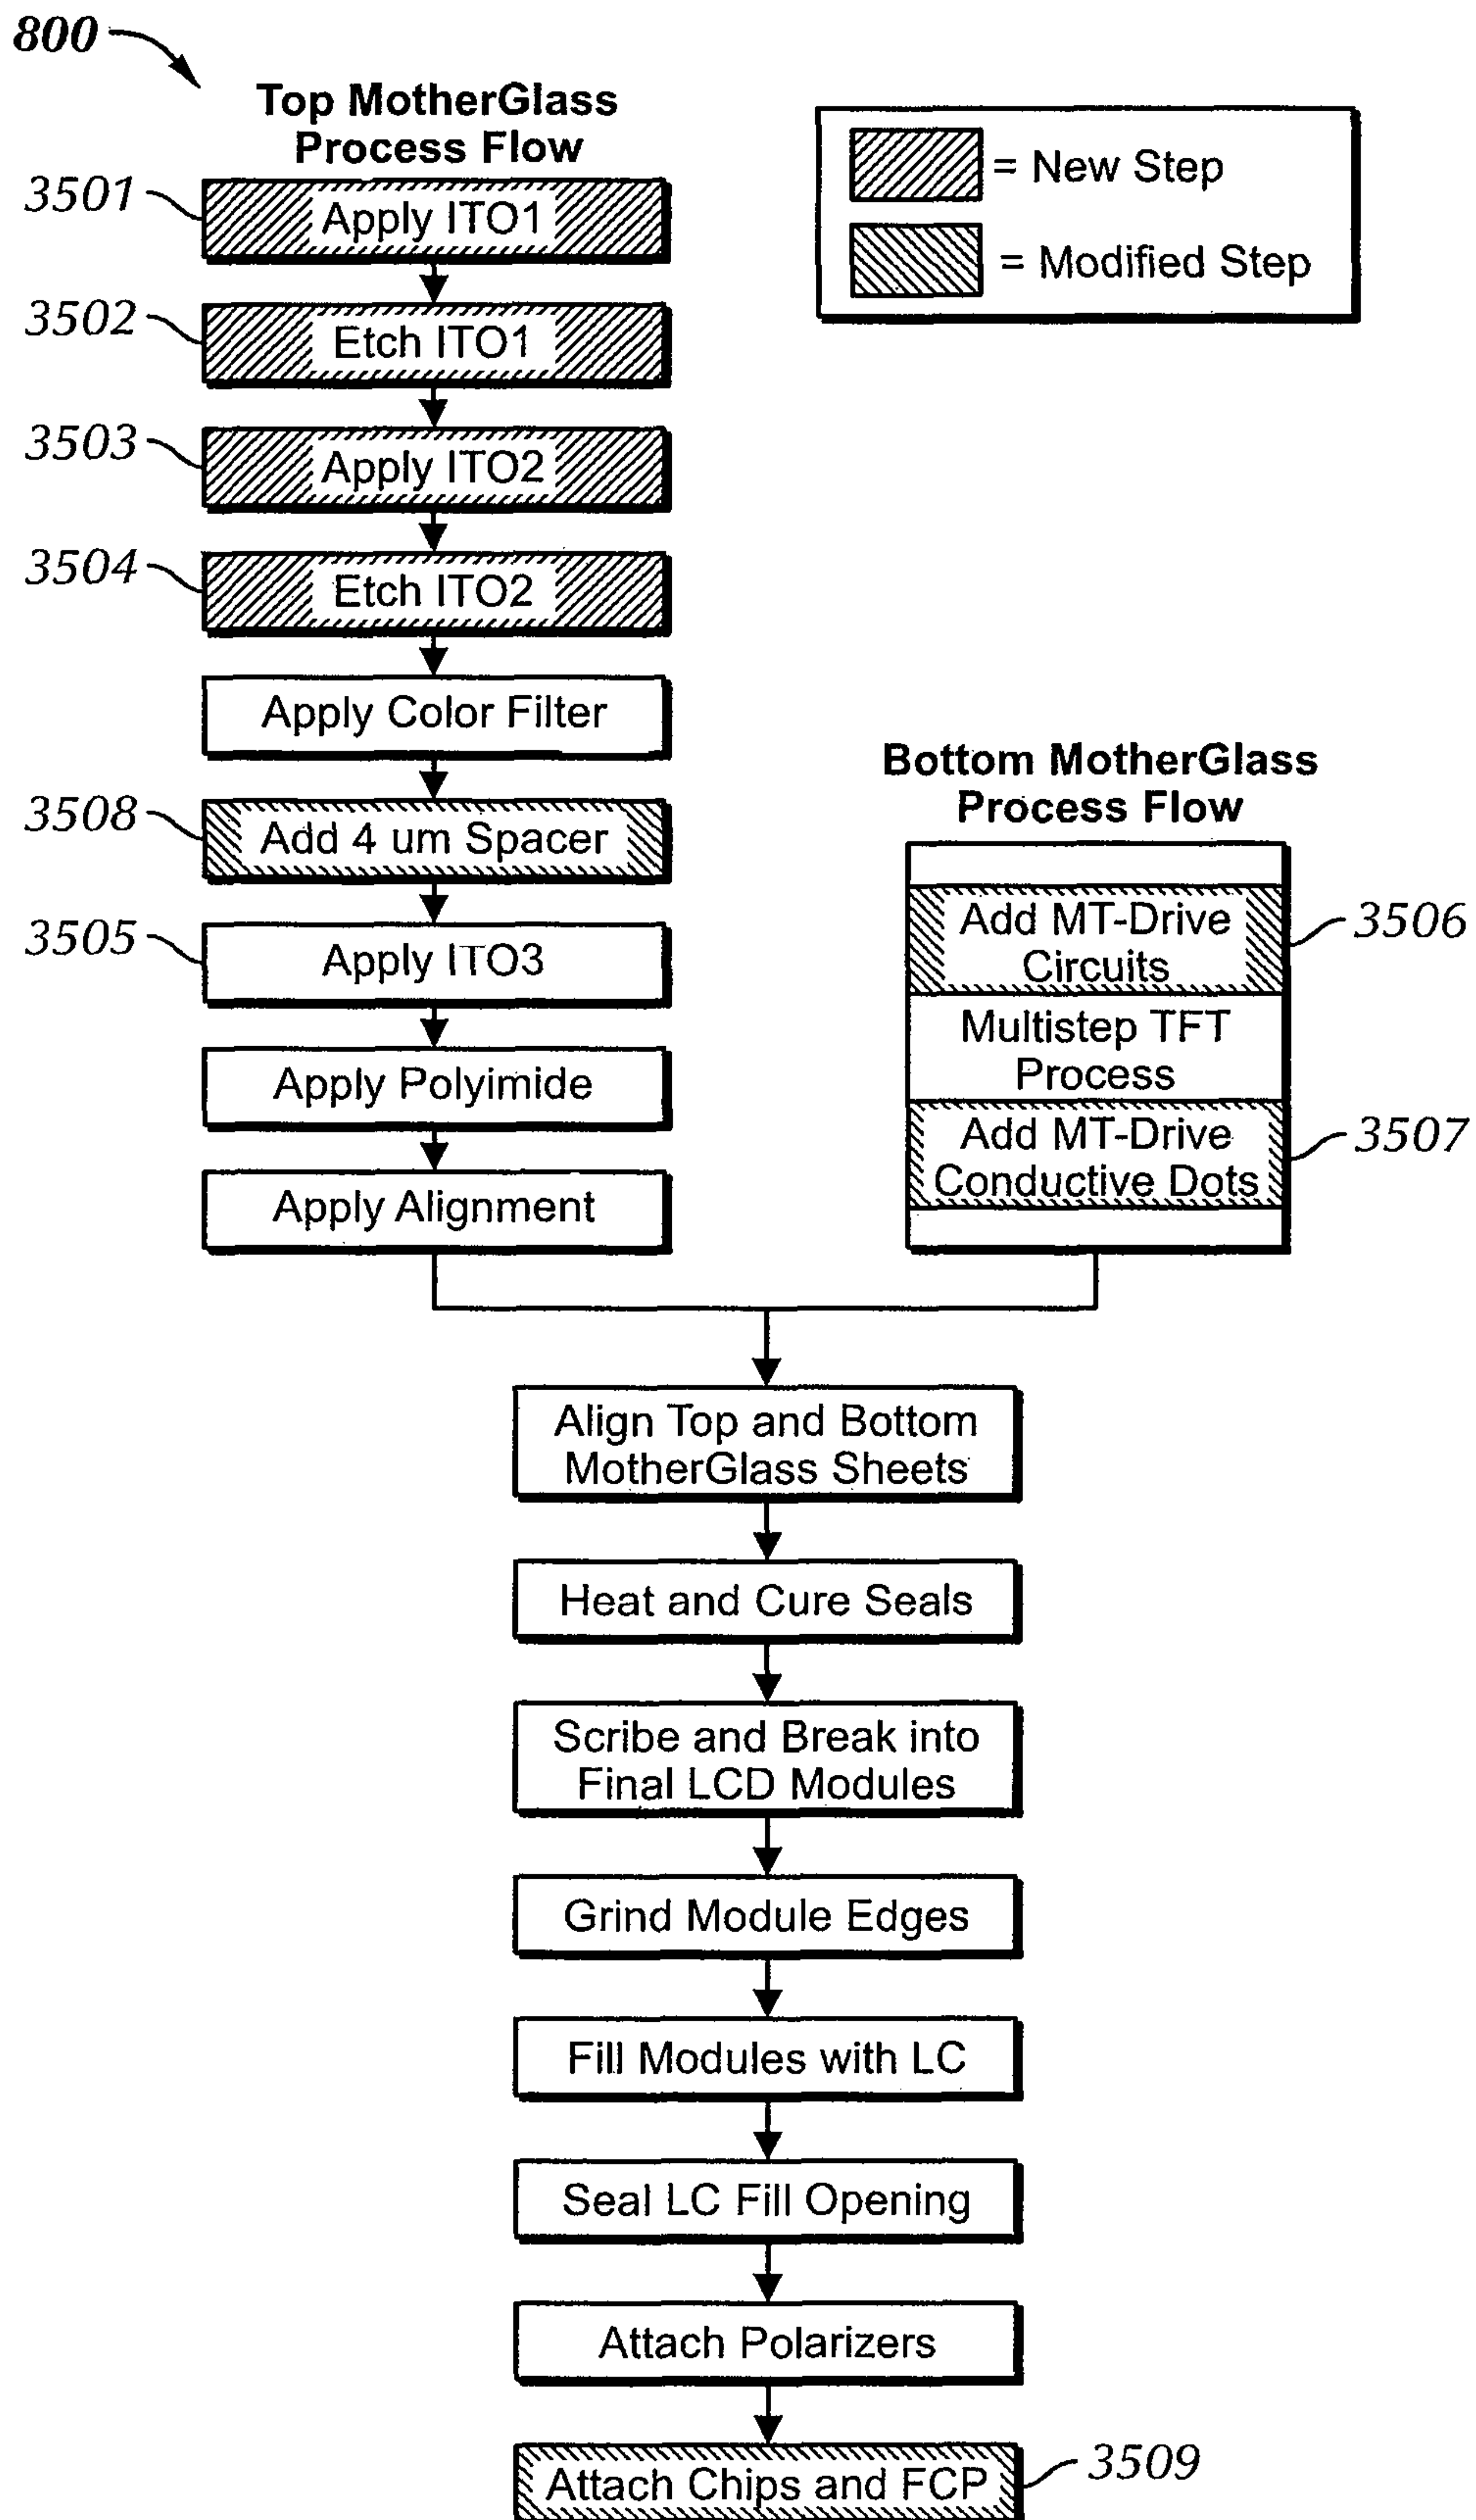 800
Top MotherGlass
Process Flow
= New Step
= Modified Step
3501
Apply ITO1
3502
Etch ITO1
3503
Apply ITO2
3504
Etch ITO2
Apply Color Filter
3508
Add 4 um Spacer
3505
Apply ITO3
Apply Polyimide
Apply Alignment
Bottom MotherGlass
Process Flow
Add MT-Drive
Circuits
3506
Multistep TFT
Process
Add MT-Drive
Conductive Dots
3507
Align Top and Bottom
MotherGlass Sheets
Heat and Cure Seals
Scribe and Break into
Final LCD Modules
Grind Module Edges
Fill Modules with LC
Seal LC Fill Opening
Attach Polarizers
Attach Chips and FCP
3509